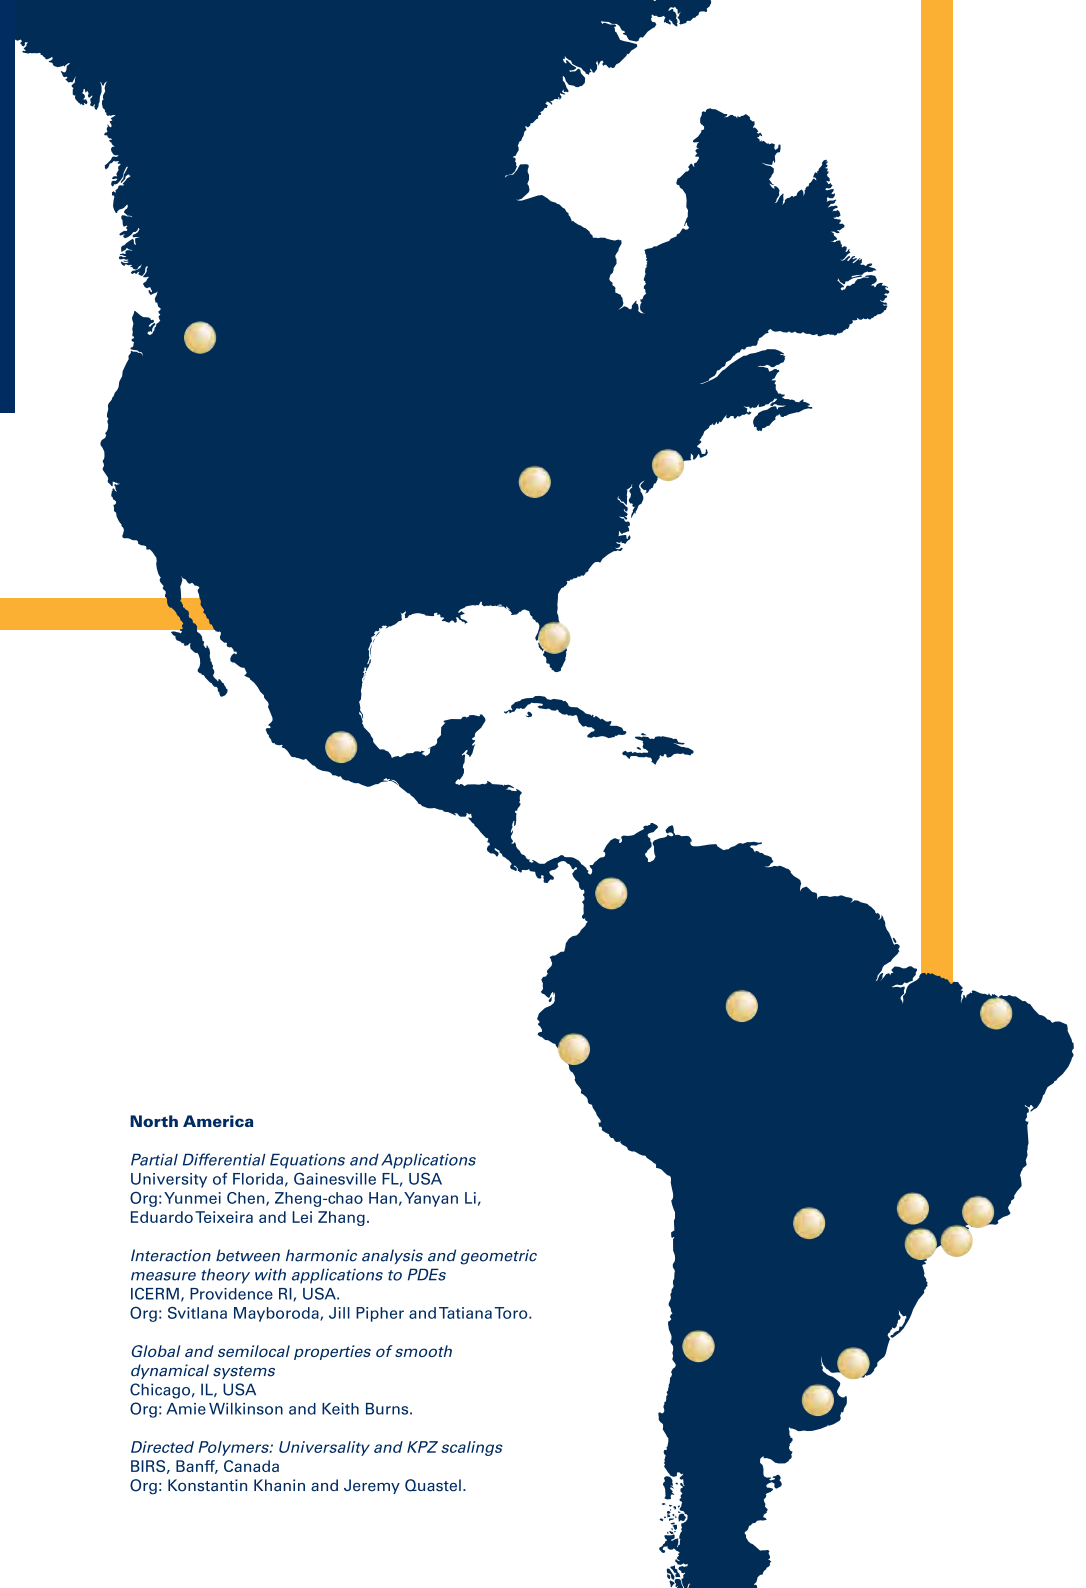 North America
Partial Differential Equations and Applications
University of Florida, Gainesville FL, USA
Org: Yunmei Chen, Zheng-chao Han, Yanyan Li,
Eduardo Teixeira and Lei Zhang.
Interaction between harmonic analysis and geometric
measure theory with applications to PDEs
ICERM, Providence RI, USA.
Org: Svitlana Mayboroda, Jill Pipher and Tatiana Toro.
Global and semilocal properties of smooth
dynamical systems
Chicago, IL, USA
Org: Amie Wilkinson and Keith Burns.
Directed Polymers: Universality and KPZ scalings
BIRS, Banff, Canada
Org: Konstantin Khanin and Jeremy Quastel.